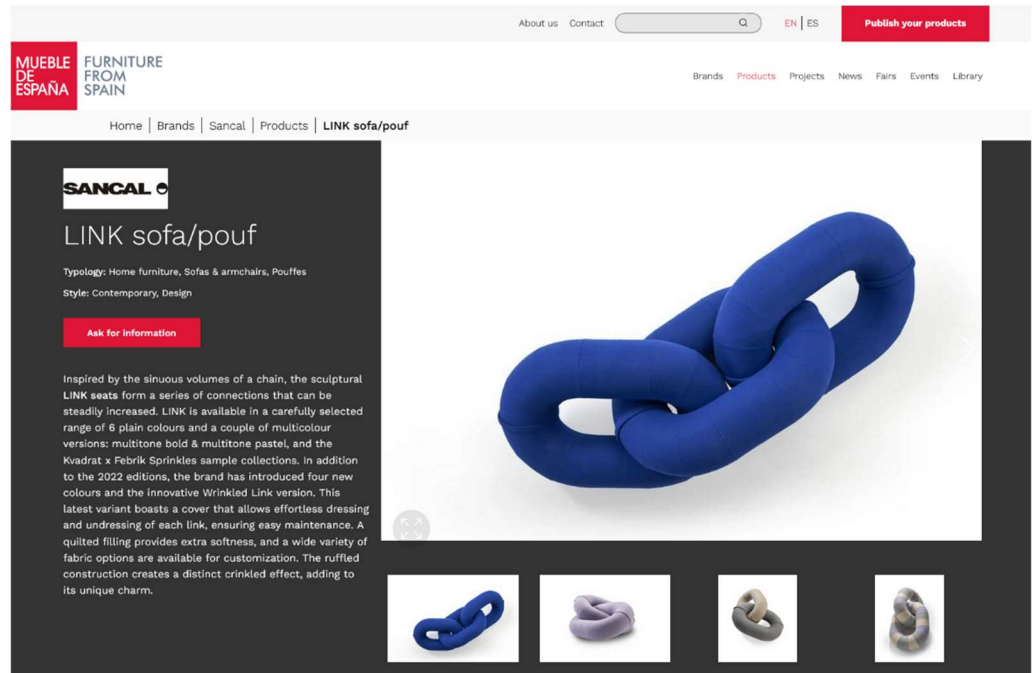 About us Contact EN ES Publish your products
MUEBLE
DE
ESPAÑA
FURNITURE
FROM
SPAIN
Brands Products Projects News Fairs Events Library
Home Brands Sancal Products LINK sofa/pouf
SANCAL
LINK sofa/pouf
Typology: Home furniture, Sofas & armchairs, Pouffes
Style: Contemporary, Design
Ask for information
Inspired by the sinuous volumes of a chain, the sculptural
LINK seats form a series of connections that can be
steadily increased. LINK is available in a carefully selected
range of 6 plain colours and a couple of multicolour
versions: multitone bold & multitone pastel, and the
Kvadrat x Febrik Sprinkles sample collections. In addition
to the 2022 editions, the brand has introduced four new
colours and the innovative Wrinkled Link version. This
latest variant boasts a cover that allows effortless dressing
and undressing of each link, ensuring easy maintenance. A
quilted filling provides extra softness, and a wide variety of
fabric options are available for customization. The ruffled
construction creates a distinct crinkled effect, adding to
its unique charm.